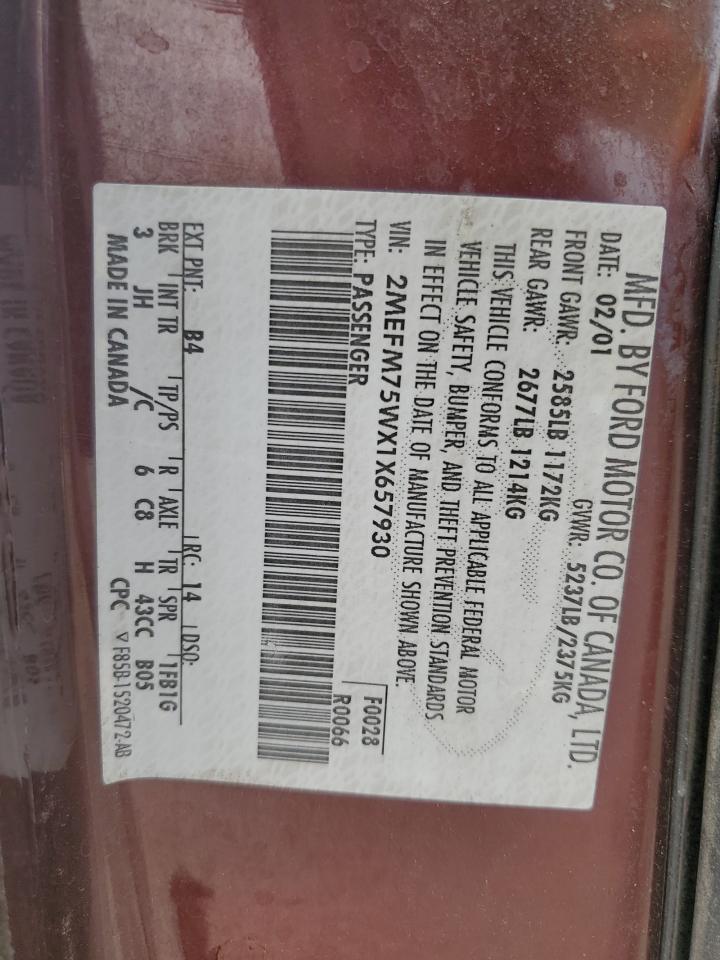 MFD. BY FORD MOTOR CO. OF CANADA, LTD.
DATE: 02/01 GVWR: 5237LB/2375KG
FRONT GAWR: 2585LB 1172KG
REAR GAWR: 2677LB 1214KG
THIS VEHICLE CONFORMS TO ALL APPLICABLE FEDERAL MOTOR
VEHICLE SAFETY, BUMPER, AND THEFT PREVENTION STANDARDS
IN EFFECT ON THE DATE OF MANUFACTURE SHOWN ABOVE.
VIN: 2MEFM75WX1X657930 F0028
TYPE: PASSENGER R0066
EXT PNT: B4 RC: 14 DSO:
BRK INT TR TP/PS R AXLE TR SPR 1FB1G
3 JH /C 6 C8 H 43CC B05
MADE IN CANADA CPC ▽ F85B-1520472-AB